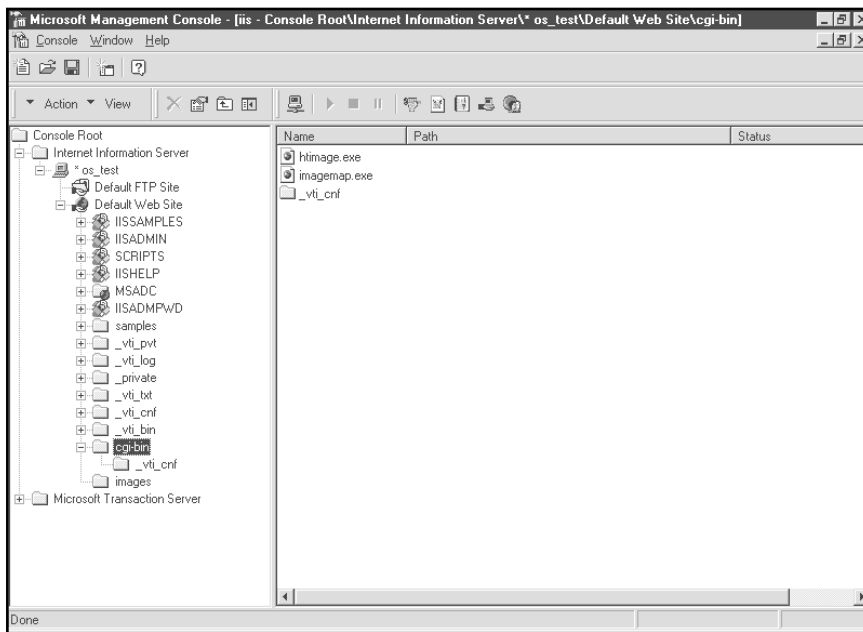 Microsoft Management Console - [iis - Console Root\Internet Information Server\* os_test\Default Web Site\cgi-bin]
Console Window Help
Action View
Console Root
Internet Information Server
* os_test
Default FTP Site
Default Web Site
IISSAMPLES
IISADMIN
SCRIPTS
IISHELP
MSADC
IISADMPWD
samples
_vti_pvt
_vti_log
_private
_vti_txt
_vti_cnf
_vti_bin
cgi-bin
_vti_cnf
images
Microsoft Transaction Server
Name Path Status
htimage.exe
imagemap.exe
_vti_cnf
Done